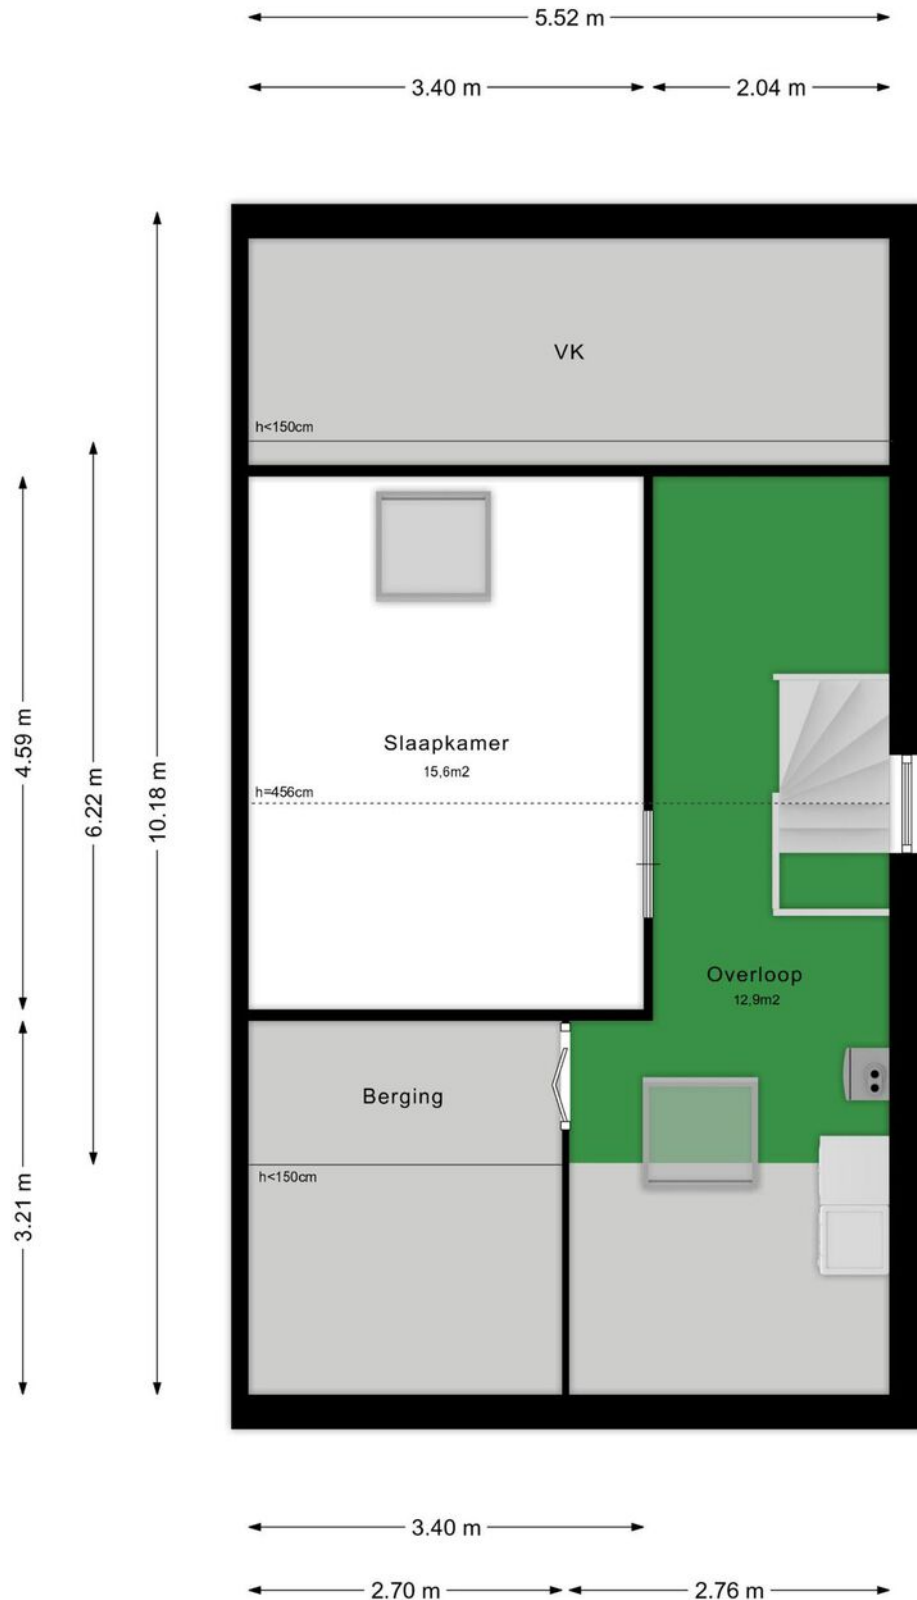 5.52 m
3.40 m
2.04 m
VK
h<150cm
4.59 m
6.22 m
10.18 m
Slaapkamer
15,6m2
h=456cm
Overloop
12,9m2
Berging
h<150cm
3.21 m
3.40 m
2.70 m
2.76 m